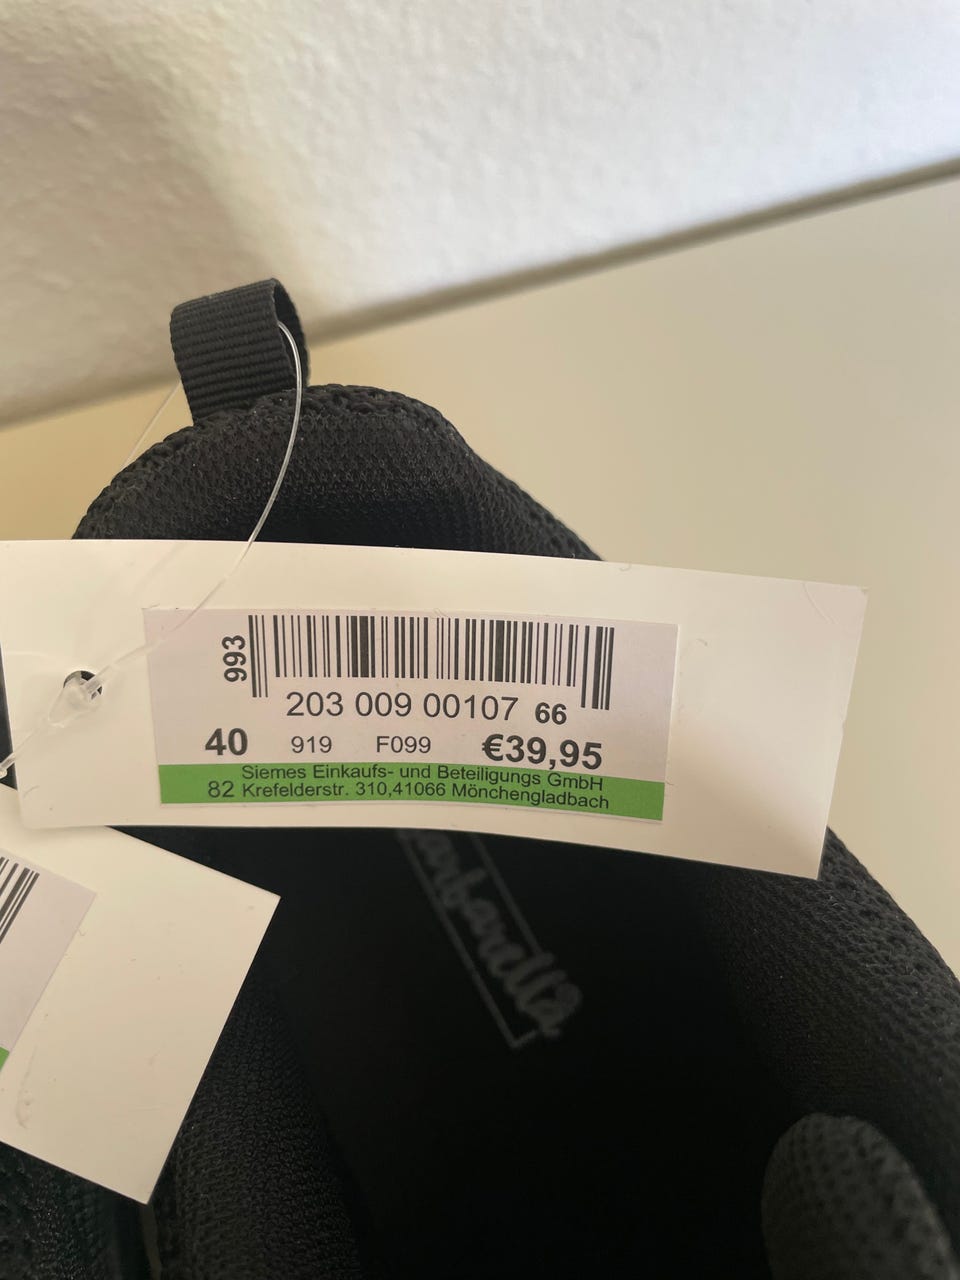 993
203 009 00107 66
40 919 F099 €39,95
Siemes Einkaufs- und Beteiligungs GmbH
82 Krefelderstr. 310,41066 Mönchengladbach